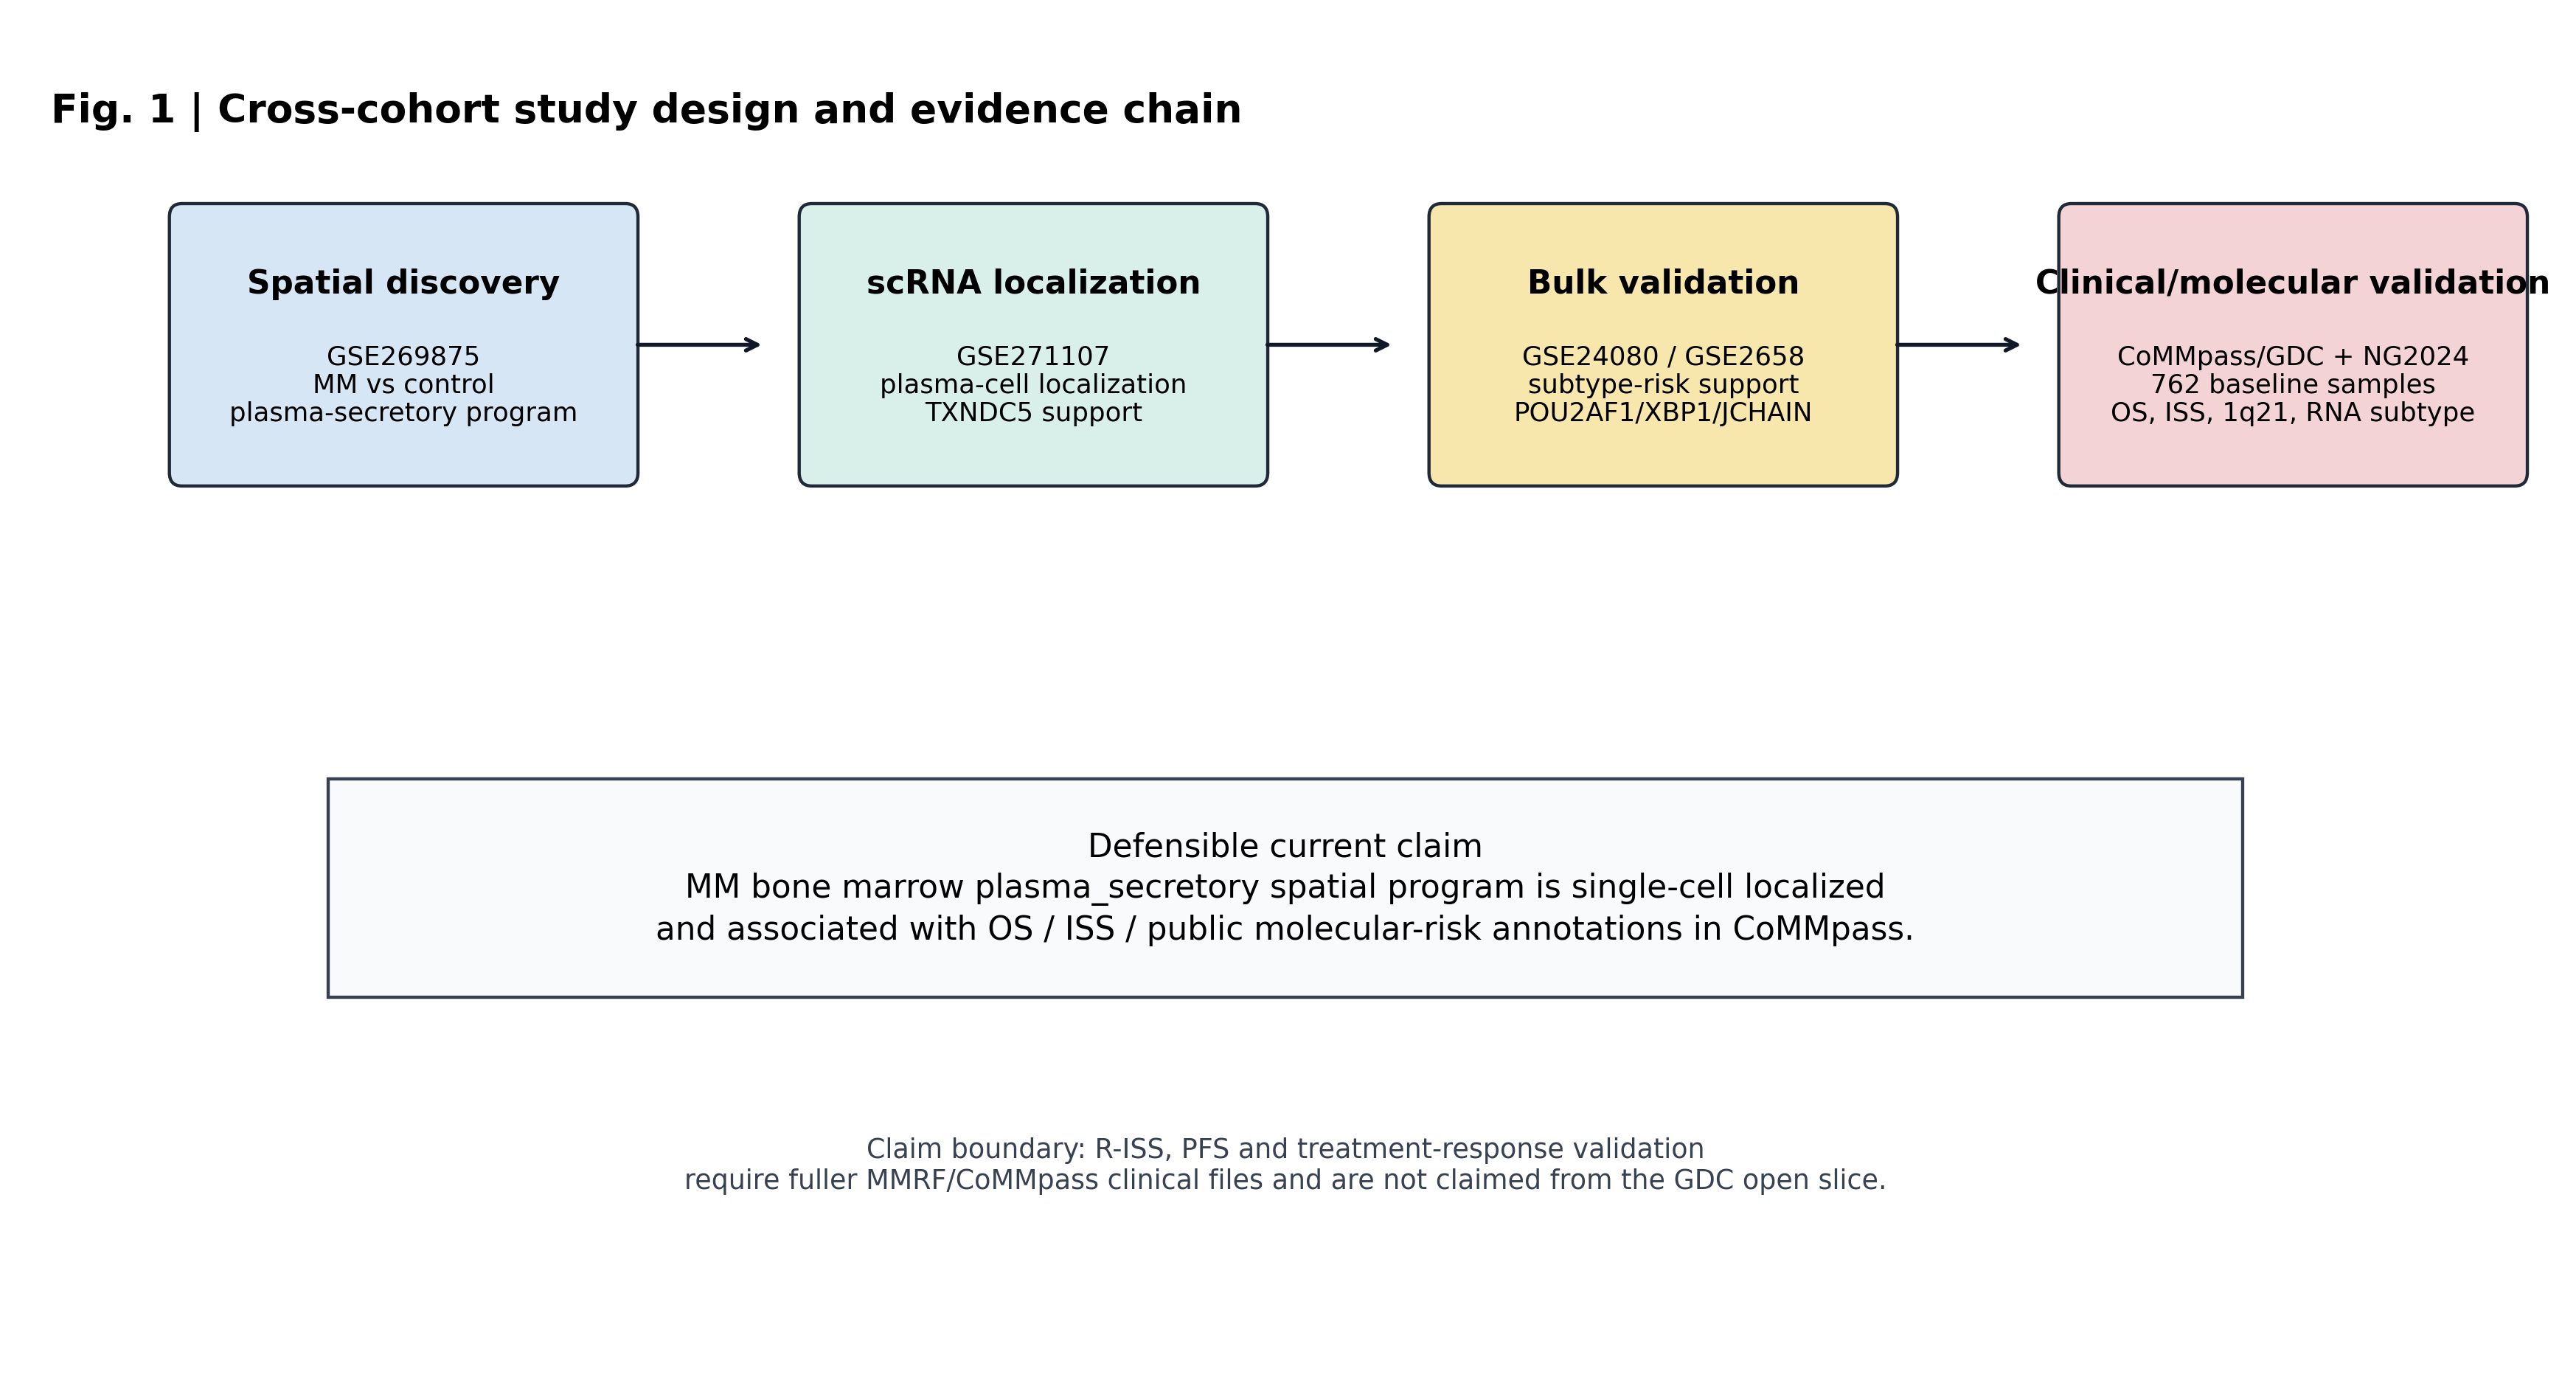 Fig. 1 | Cross-cohort study design and evidence chain
Spatial discovery
GSE269875
MM vs control
plasma-secretory program
scRNA localization
GSE271107
plasma-cell localization
TXNDC5 support
Bulk validation
GSE24080 / GSE2658
subtype-risk support
POU2AF1/XBP1/JCHAIN
Clinical/molecular validation
CoMMpass/GDC + NG2024
762 baseline samples
OS, ISS, 1q21, RNA subtype
Defensible current claim
MM bone marrow plasma_secretory spatial program is single-cell localized
and associated with OS / ISS / public molecular-risk annotations in CoMMpass.
Claim boundary: R-ISS, PFS and treatment-response validation
require fuller MMRF/CoMMpass clinical files and are not claimed from the GDC open slice.